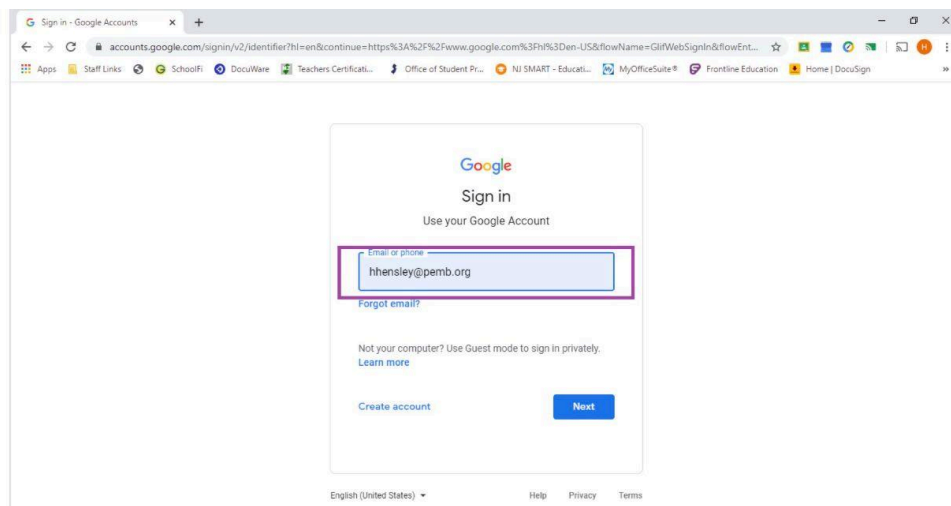 Sign in - Google Accounts
accounts.google.com/signin/v2/identifier?hl=en&continue=https%3A%2F%2Fwww.google.com%3Fhl%3Den-US&flowName=GlifWebSignIn&flowEnt...
Apps Staff Links SchoolFi DocuWare Teachers Certificati... Office of Student Pr... NJ SMART - Educati... MyOfficeSuite® Frontline Education Home | DocuSign
Google
Sign in
Use your Google Account
Email or phone
hhensley@pemb.org
Forgot email?
Not your computer? Use Guest mode to sign in privately.
Learn more
Create account Next
English (United States) Help Privacy Terms